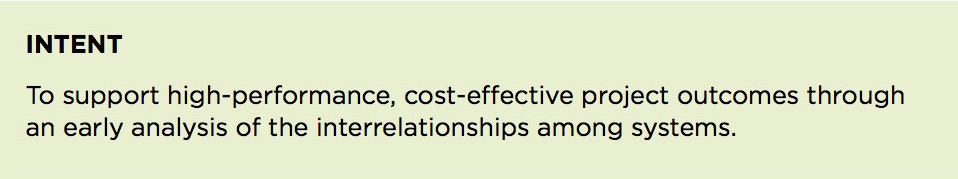 INTENT
To support high-performance, cost-effective project outcomes through
an early analysis of the interrelationships among systems.